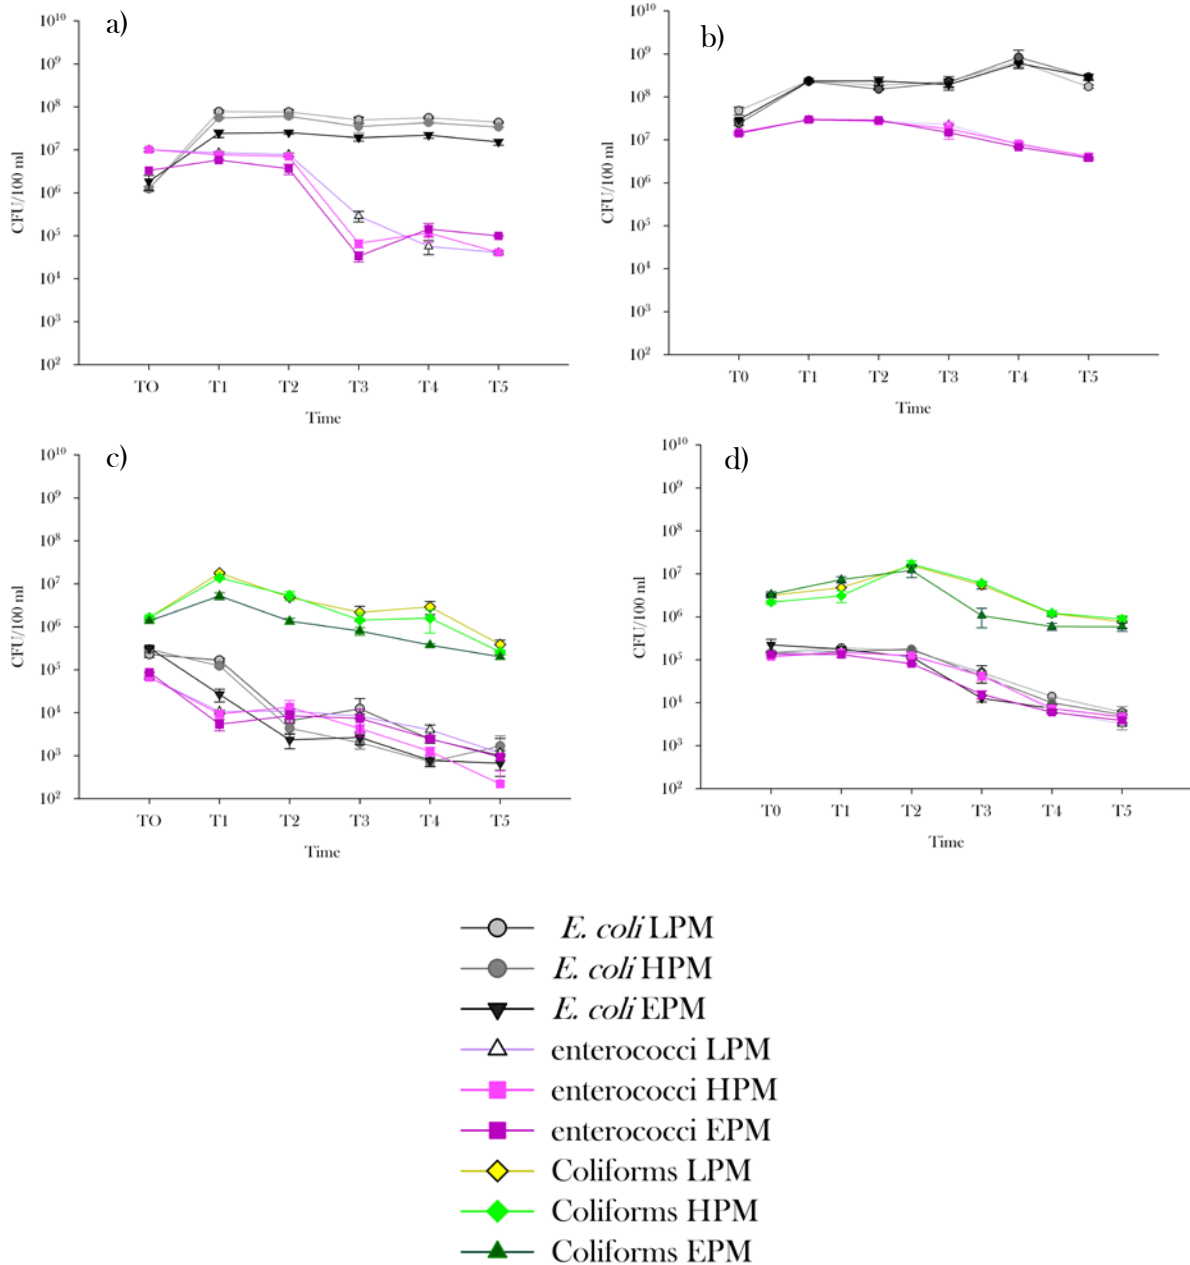 a)
10¹⁰
10⁹
10⁸
10⁷
10⁶
10⁵
10⁴
10³
10²
CFU/100 ml
TO T1 T2 T3 T4 T5
Time
b)
10¹⁰
10⁹
10⁸
10⁷
10⁶
10⁵
10⁴
10³
10²
CFU/100 ml
T0 T1 T2 T3 T4 T5
Time
c)
10¹⁰
10⁹
10⁸
10⁷
10⁶
10⁵
10⁴
10³
10²
CFU/100 ml
TO T1 T2 T3 T4 T5
Time
d)
10¹⁰
10⁹
10⁸
10⁷
10⁶
10⁵
10⁴
10³
10²
CFU/100 ml
T0 T1 T2 T3 T4 T5
Time
E. coli LPM
E. coli HPM
E. coli EPM
enterococci LPM
enterococci HPM
enterococci EPM
Coliforms LPM
Coliforms HPM
Coliforms EPM